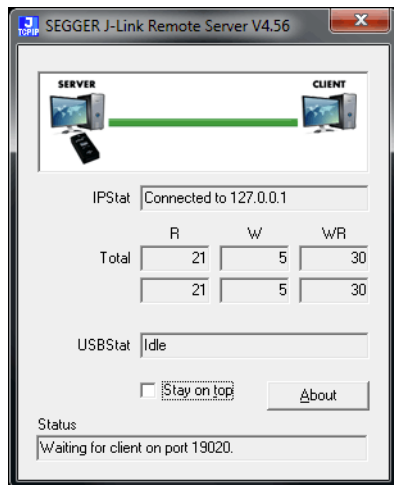 J
TCPIP
SEGGER J-Link Remote Server V4.56
SERVER
CLIENT
IPStat Connected to 127.0.0.1
R W WR
Total 21 5 30
21 5 30
USBStat Idle
Stay on top
About
Status
Waiting for client on port 19020.